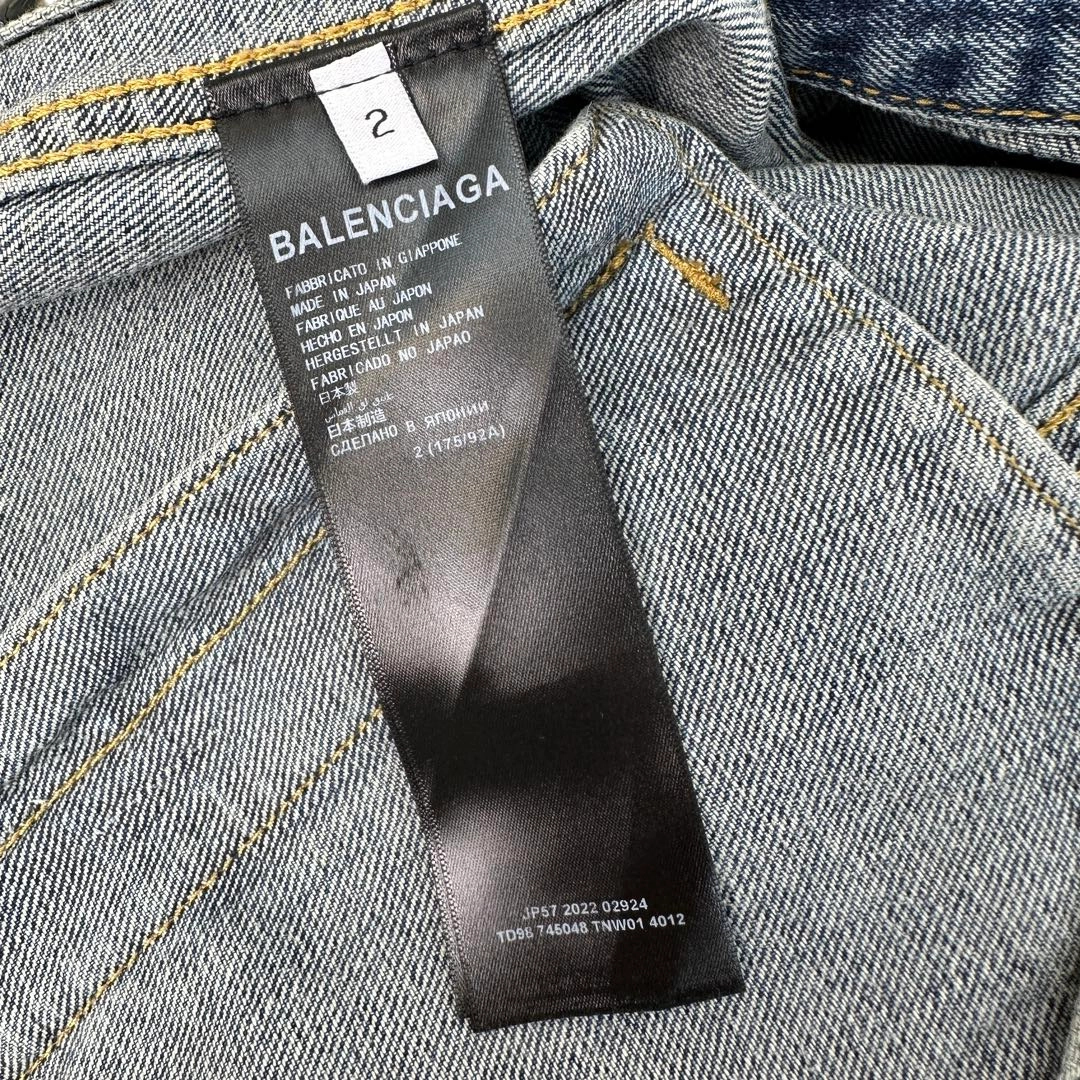 2
BALENCIAGA
FABBRICATO IN GIAPPONE
MADE IN JAPAN
FABRIQUE AU JAPON
HECHO EN JAPON
HERGESTELLT IN JAPAN
FABRICADO NO JAPAO
日本製
日本制造
СДЕЛАНО В ЯПОНИИ
2 (175/92A)
JP57 2022 02924
TD98 745048 TNW01 4012